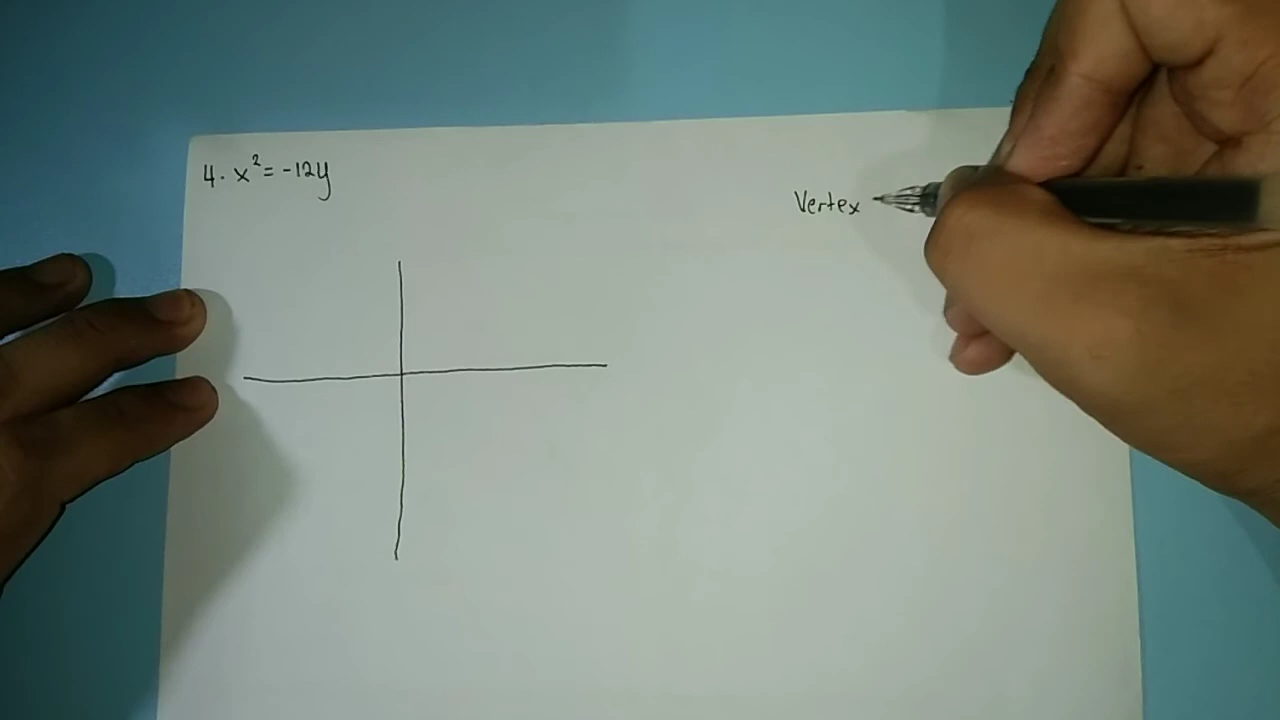 4. x² = -12y
Vertex